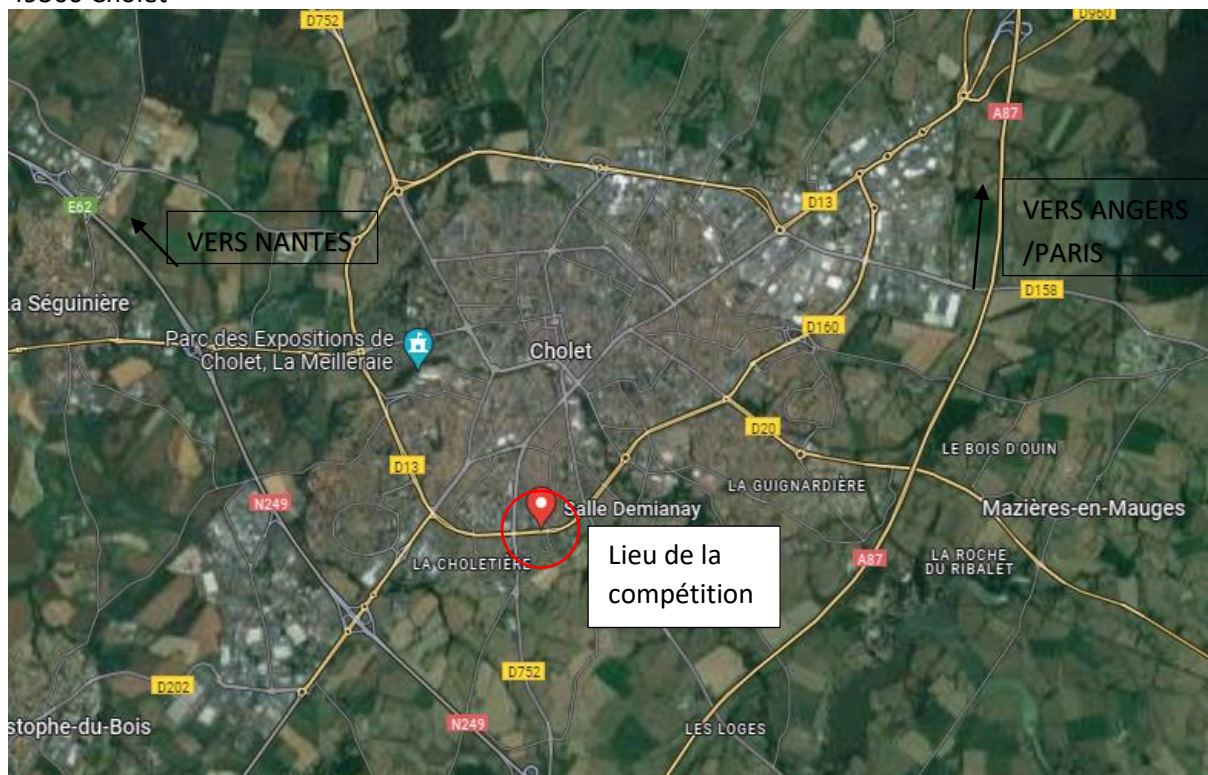 49300 Cholet
D752
D960
A87
E62
D13
VERS NANTES
VERS ANGERS
/PARIS
La Séguinière
D158
Parc des Expositions de
Cholet, La Meilleraie
Cholet
D160
D20
LE BOIS D'OUIN
D13
LA GUIGNARDIÈRE
N249
Salle Demianay
Mazières-en-Mauges
Lieu de la
compétition
LA CHOLETIÈRE
A87
LA ROCHE
DU RIBALET
D752
D202
stophe-du-Bois
N249
LES LOGES